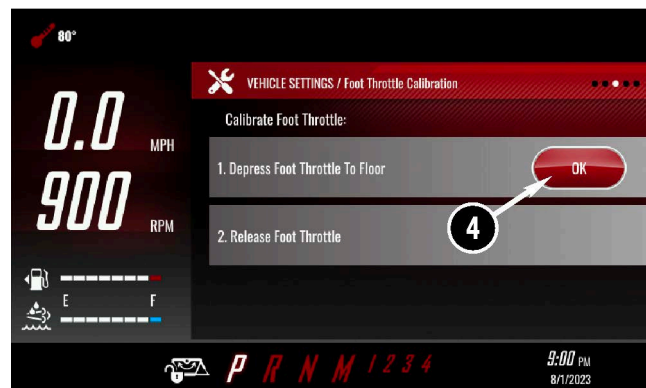 80°
VEHICLE SETTINGS / Foot Throttle Calibration
Calibrate Foot Throttle:
0.0 MPH
1. Depress Foot Throttle To Floor OK
4
900 RPM
2. Release Foot Throttle
E F
P R N M 1 2 3 4
9:00 PM
8/1/2023